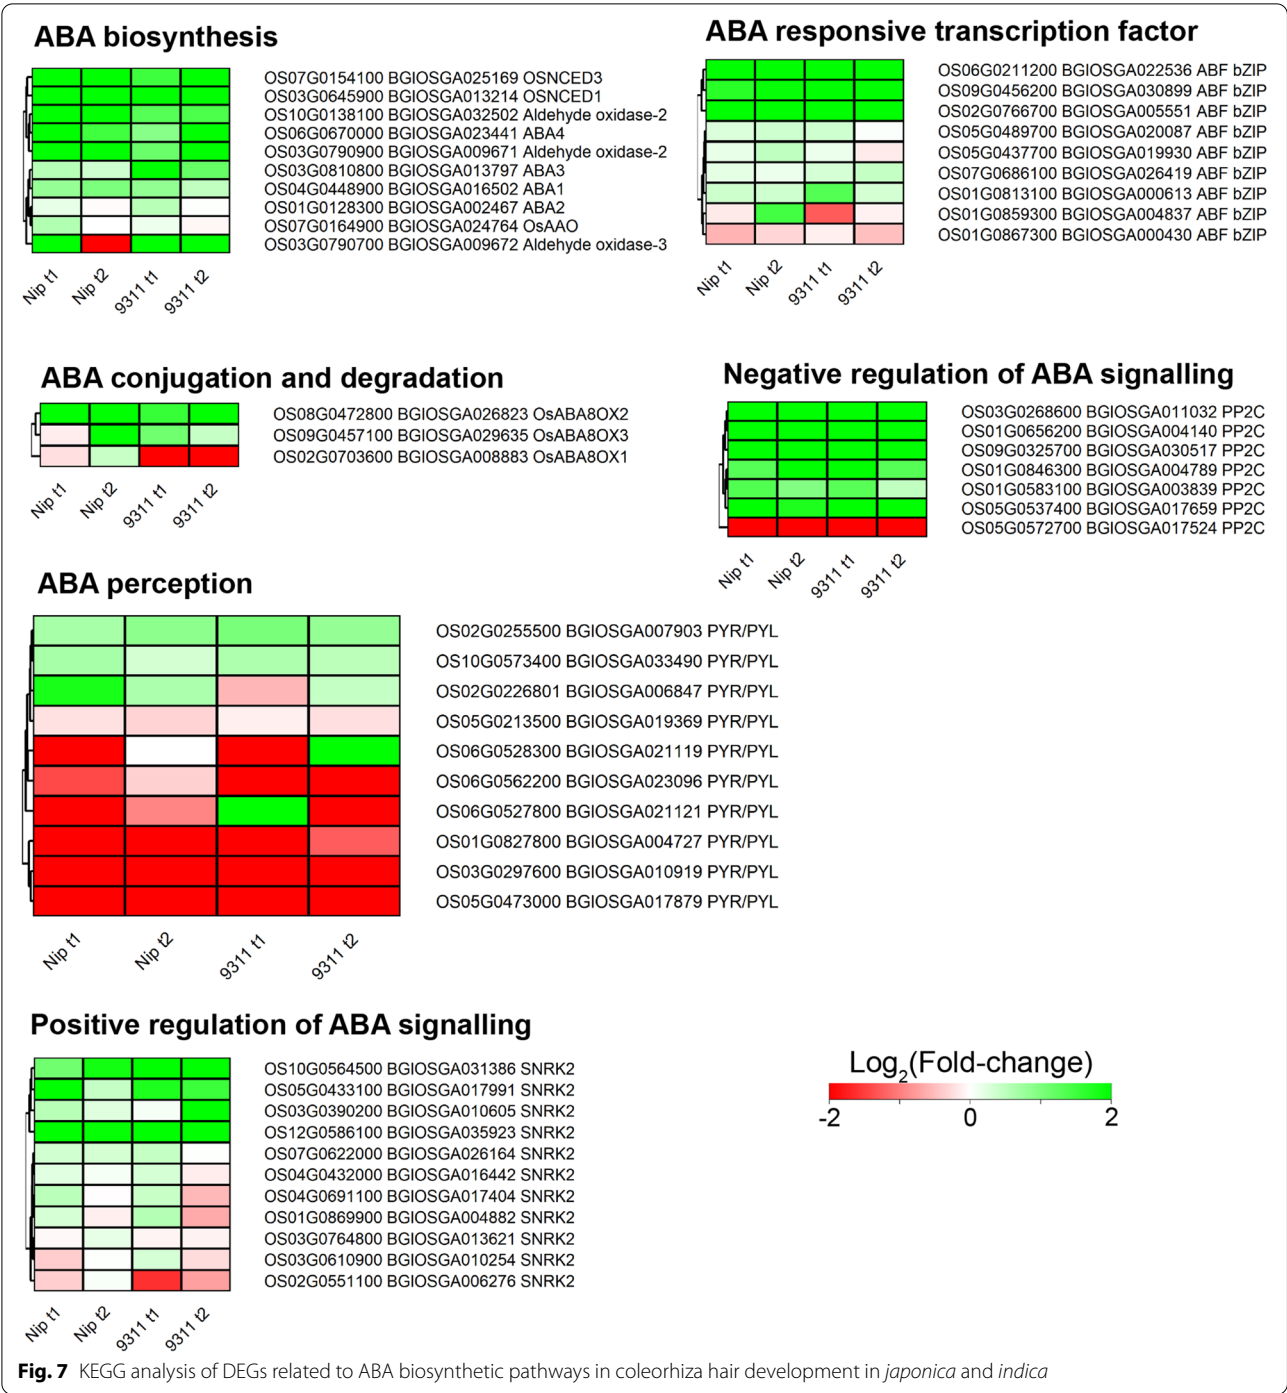 ABA biosynthesis
OS07G0154100 BGIOSGA025169 OSNCED3
OS03G0645900 BGIOSGA013214 OSNCED1
OS10G0138100 BGIOSGA032502 Aldehyde oxidase-2
OS06G0670000 BGIOSGA023441 ABA4
OS03G0790900 BGIOSGA009671 Aldehyde oxidase-2
OS03G0810800 BGIOSGA013797 ABA3
OS04G0448900 BGIOSGA016502 ABA1
OS01G0128300 BGIOSGA002467 ABA2
OS07G0164900 BGIOSGA024764 OsAAO
OS03G0790700 BGIOSGA009672 Aldehyde oxidase-3
Nip t1 Nip t2 9311 t1 9311 t2
ABA responsive transcription factor
OS06G0211200 BGIOSGA022536 ABF bZIP
OS09G0456200 BGIOSGA030899 ABF bZIP
OS02G0766700 BGIOSGA005551 ABF bZIP
OS05G0489700 BGIOSGA020087 ABF bZIP
OS05G0437700 BGIOSGA019930 ABF bZIP
OS07G0686100 BGIOSGA026419 ABF bZIP
OS01G0813100 BGIOSGA000613 ABF bZIP
OS01G0859300 BGIOSGA004837 ABF bZIP
OS01G0867300 BGIOSGA000430 ABF bZIP
Nip t1 Nip t2 9311 t1 9311 t2
ABA conjugation and degradation
OS08G0472800 BGIOSGA026823 OsABA8OX2
OS09G0457100 BGIOSGA029635 OsABA8OX3
OS02G0703600 BGIOSGA008883 OsABA8OX1
Nip t1 Nip t2 9311 t1 9311 t2
Negative regulation of ABA signalling
OS03G0268600 BGIOSGA011032 PP2C
OS01G0656200 BGIOSGA004140 PP2C
OS09G0325700 BGIOSGA030517 PP2C
OS01G0846300 BGIOSGA004789 PP2C
OS01G0583100 BGIOSGA003839 PP2C
OS05G0537400 BGIOSGA017659 PP2C
OS05G0572700 BGIOSGA017524 PP2C
Nip t1 Nip t2 9311 t1 9311 t2
ABA perception
OS02G0255500 BGIOSGA007903 PYR/PYL
OS10G0573400 BGIOSGA033490 PYR/PYL
OS02G0226801 BGIOSGA006847 PYR/PYL
OS05G0213500 BGIOSGA019369 PYR/PYL
OS06G0528300 BGIOSGA021119 PYR/PYL
OS06G0562200 BGIOSGA023096 PYR/PYL
OS06G0527800 BGIOSGA021121 PYR/PYL
OS01G0827800 BGIOSGA004727 PYR/PYL
OS03G0297600 BGIOSGA010919 PYR/PYL
OS05G0473000 BGIOSGA017879 PYR/PYL
Nip t1 Nip t2 9311 t1 9311 t2
Positive regulation of ABA signalling
OS10G0564500 BGIOSGA031386 SNRK2
OS05G0433100 BGIOSGA017991 SNRK2
OS03G0390200 BGIOSGA010605 SNRK2
OS12G0586100 BGIOSGA035923 SNRK2
OS07G0622000 BGIOSGA026164 SNRK2
OS04G0432000 BGIOSGA016442 SNRK2
OS04G0691100 BGIOSGA017404 SNRK2
OS01G0869900 BGIOSGA004882 SNRK2
OS03G0764800 BGIOSGA013621 SNRK2
OS03G0610900 BGIOSGA010254 SNRK2
OS02G0551100 BGIOSGA006276 SNRK2
Nip t1 Nip t2 9311 t1 9311 t2
Log2(Fold-change)
-2 0 2
Fig. 7 KEGG analysis of DEGs related to ABA biosynthetic pathways in coleorhiza hair development in japonica and indica